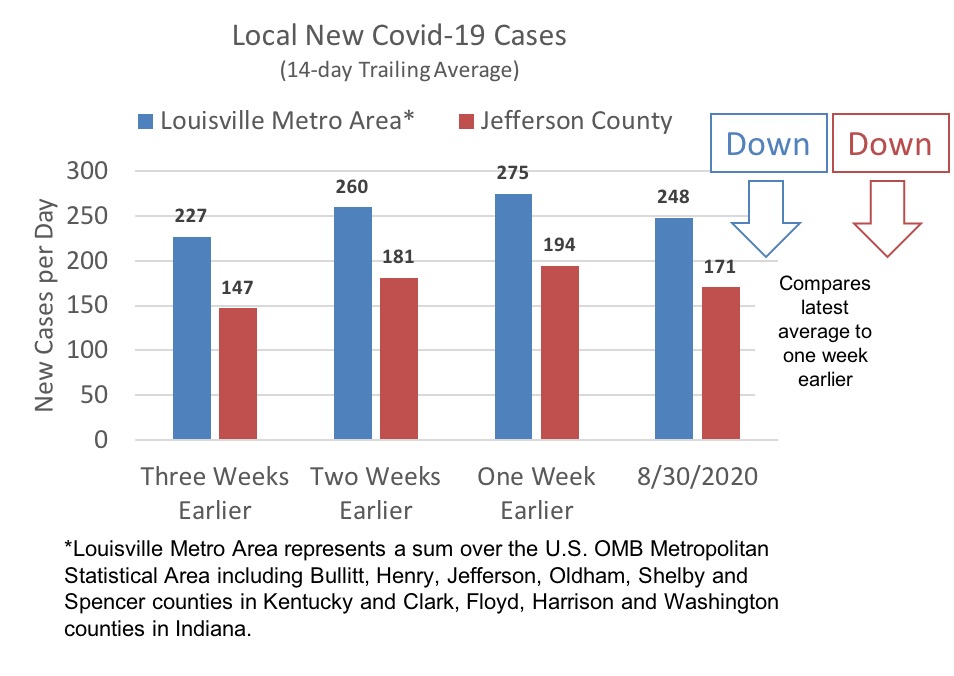 Local New Covid-19 Cases
(14-day Trailing Average)
Louisville Metro Area* Jefferson County
Down Down
New Cases per Day
300
250
200
150
100
50
0
227
147
260
181
275
194
248
171
Compares
latest
average to
one week
earlier
Three Weeks
Earlier
Two Weeks
Earlier
One Week
Earlier
8/30/2020
*Louisville Metro Area represents a sum over the U.S. OMB Metropolitan
Statistical Area including Bullitt, Henry, Jefferson, Oldham, Shelby and
Spencer counties in Kentucky and Clark, Floyd, Harrison and Washington
counties in Indiana.